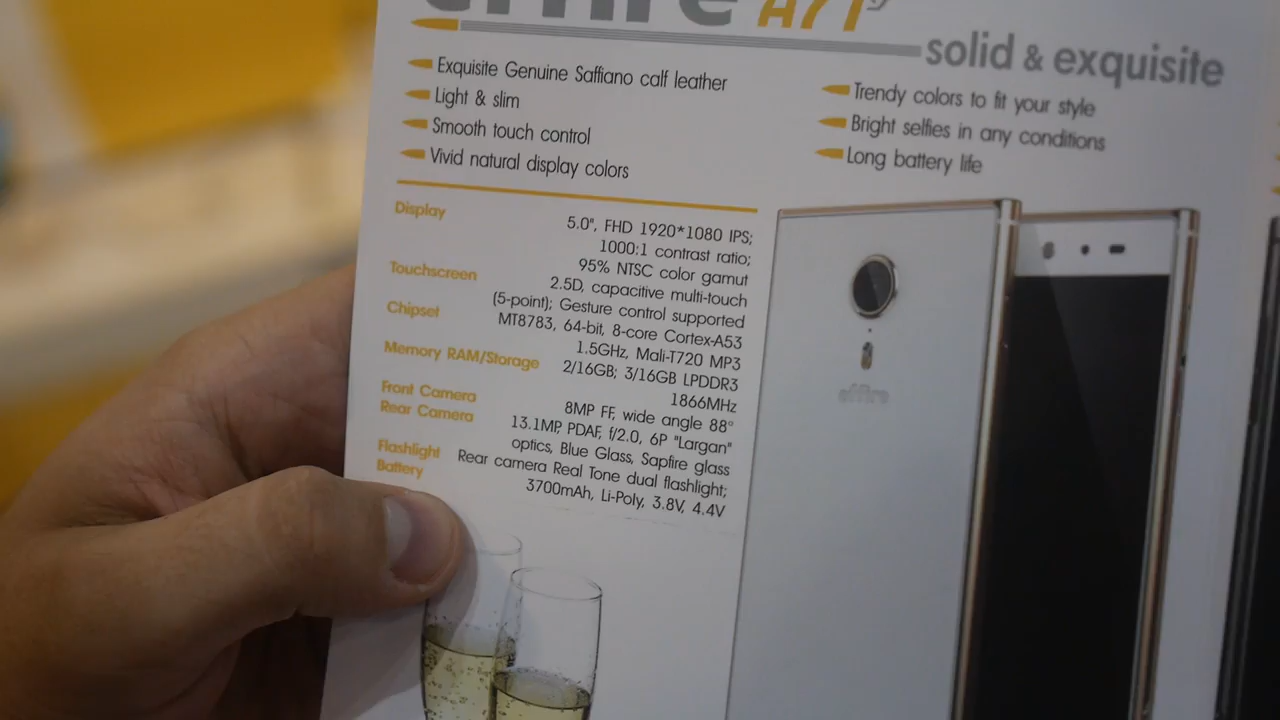 effire A7T
solid & exquisite
Exquisite Genuine Saffiano calf leather
Light & slim
Smooth touch control
Vivid natural display colors
Trendy colors to fit your style
Bright selfies in any conditions
Long battery life
Display
5.0", FHD 1920*1080 IPS;
1000:1 contrast ratio;
95% NTSC color gamut
Touchscreen
2.5D, capacitive multi-touch
(5-point); Gesture control supported
Chipset
MT8783, 64-bit, 8-core Cortex-A53
1.5GHz, Mali-T720 MP3
Memory RAM/Storage
2/16GB; 3/16GB LPDDR3
1866MHz
Front Camera
8MP FF, wide angle 88°
Rear Camera
13.1MP, PDAF, f/2.0, 6P "Largan"
optics, Blue Glass, Sapfire glass
Flashlight
Rear camera Real Tone dual flashlight;
Battery
3700mAh, Li-Poly, 3.8V, 4.4V
effire